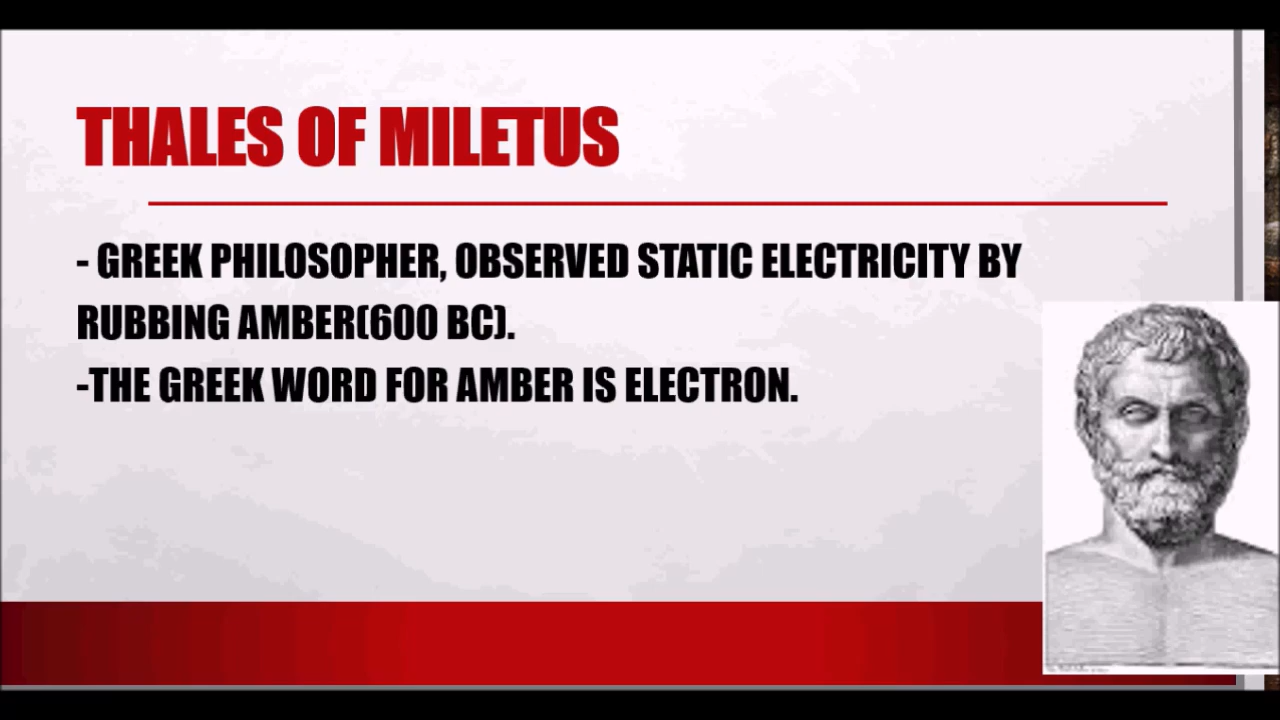 THALES OF MILETUS
- GREEK PHILOSOPHER, OBSERVED STATIC ELECTRICITY BY
RUBBING AMBER(600 BC).
-THE GREEK WORD FOR AMBER IS ELECTRON.